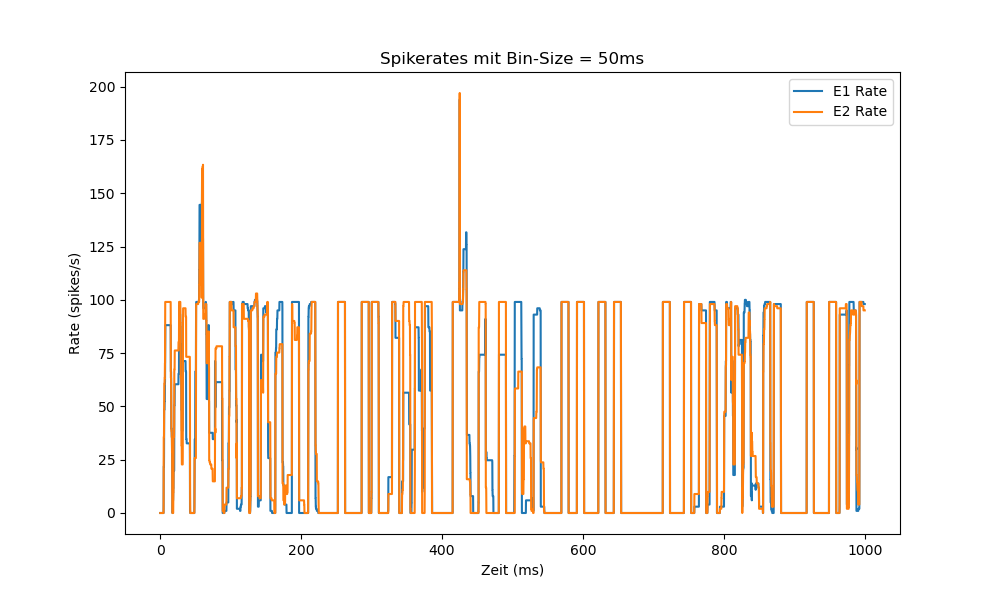 Spikerates mit Bin-Size = 50ms
E1 Rate
E2 Rate
200
175
150
125
100
75
50
25
0
Rate (spikes/s)
0 200 400 600 800 1000
Zeit (ms)